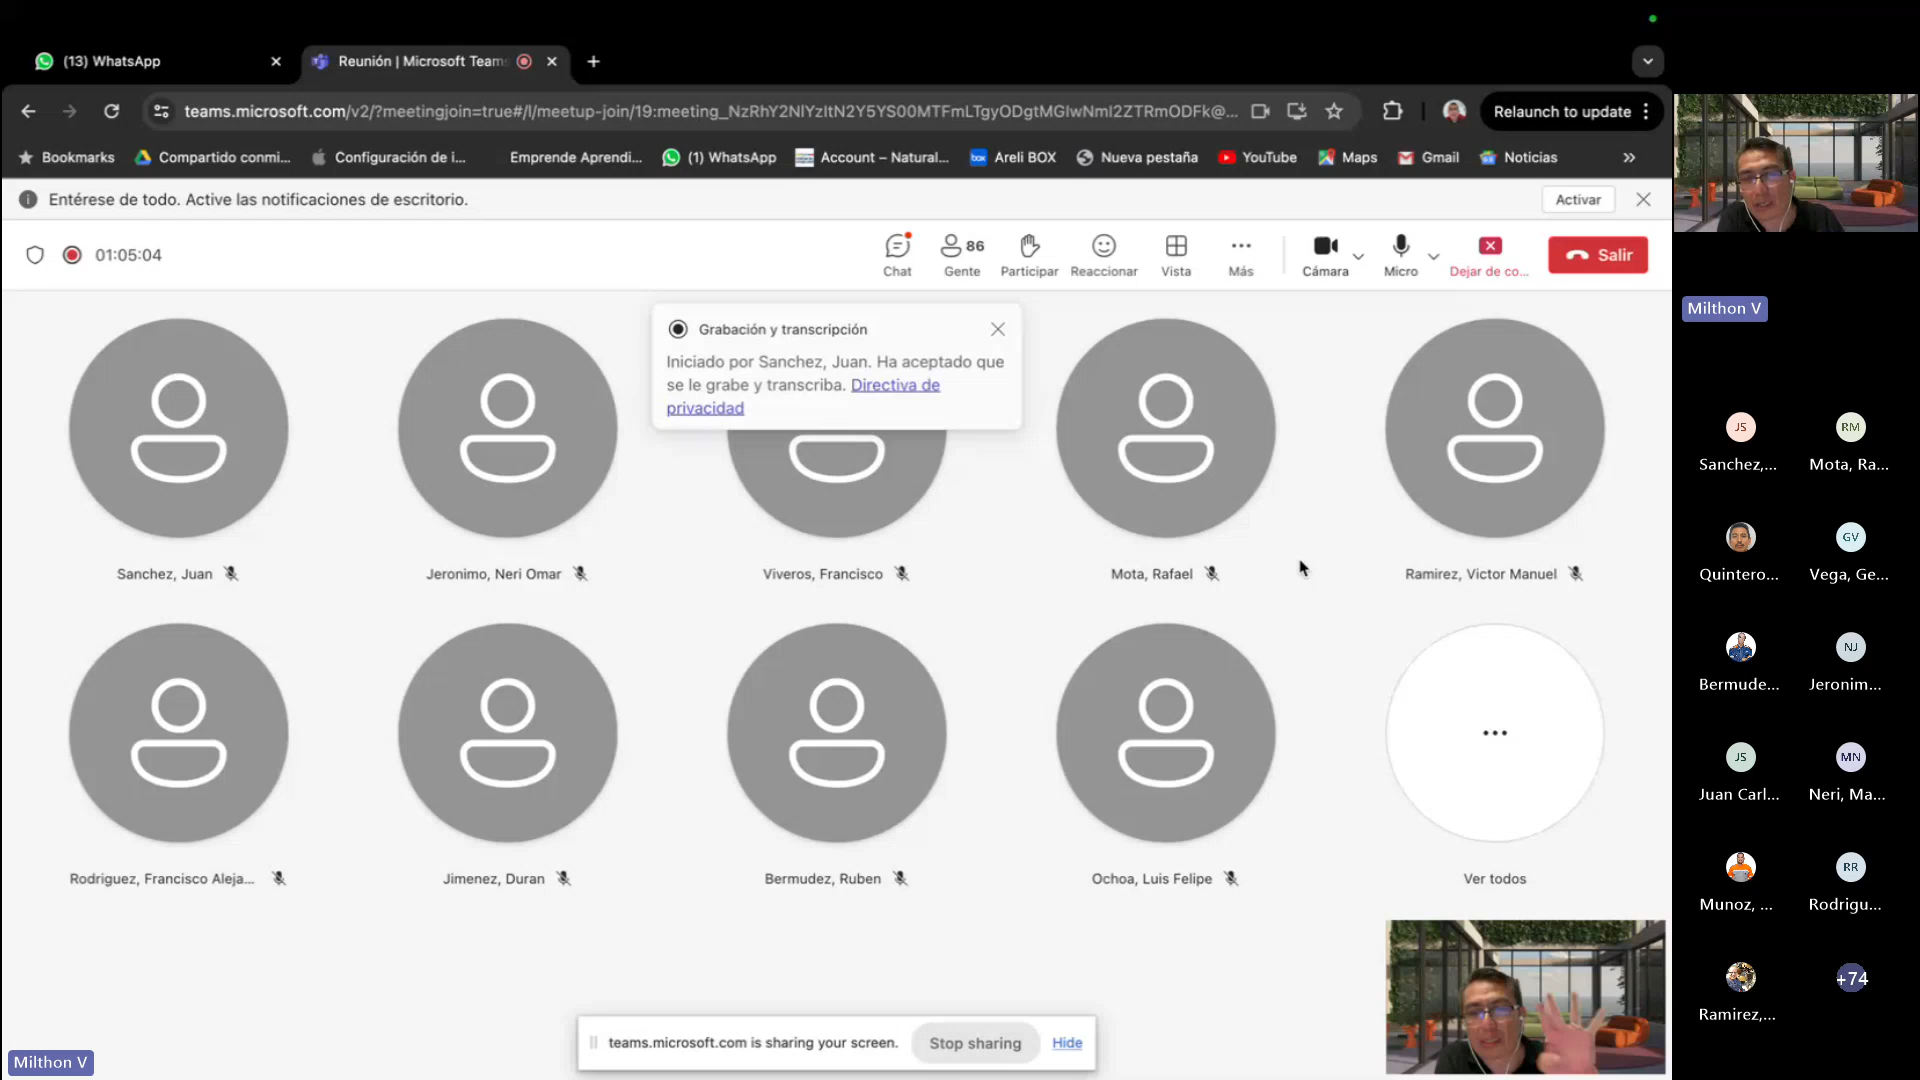 (13) WhatsApp
Reunión | Microsoft Team
teams.microsoft.com/v2/?meetingjoin=true#/l/meetup-join/19:meeting_NzRhY2NlYzItN2Y5YS00MTFmLTgyODgtMGIwNmI2ZTRmODFk@...
Relaunch to update
Bookmarks
Compartido conmi...
Configuración de i...
Emprende Aprendi...
(1) WhatsApp
Account – Natural...
box Areli BOX
Nueva pestaña
YouTube
Maps
Gmail
Noticias
Entérese de todo. Active las notificaciones de escritorio.
Activar
01:05:04
Chat
86
Gente
Participar
Reaccionar
Vista
Más
Cámara
Micro
Dejar de co...
Salir
Grabación y transcripción
Iniciado por Sanchez, Juan. Ha aceptado que
se le grabe y transcriba. Directiva de
privacidad
Sanchez, Juan
Jeronimo, Neri Omar
Viveros, Francisco
Mota, Rafael
Ramirez, Victor Manuel
Rodriguez, Francisco Aleja...
Jimenez, Duran
Bermudez, Ruben
Ochoa, Luis Felipe
...
Ver todos
teams.microsoft.com is sharing your screen.
Stop sharing
Hide
Milthon V
Milthon V
JS
Sanchez,...
RM
Mota, Ra...
Quintero...
GV
Vega, Ge...
Bermude...
NJ
Jeronim...
JS
Juan Carl...
MN
Neri, Ma...
Munoz, ...
RR
Rodrigu...
Ramirez,...
+74